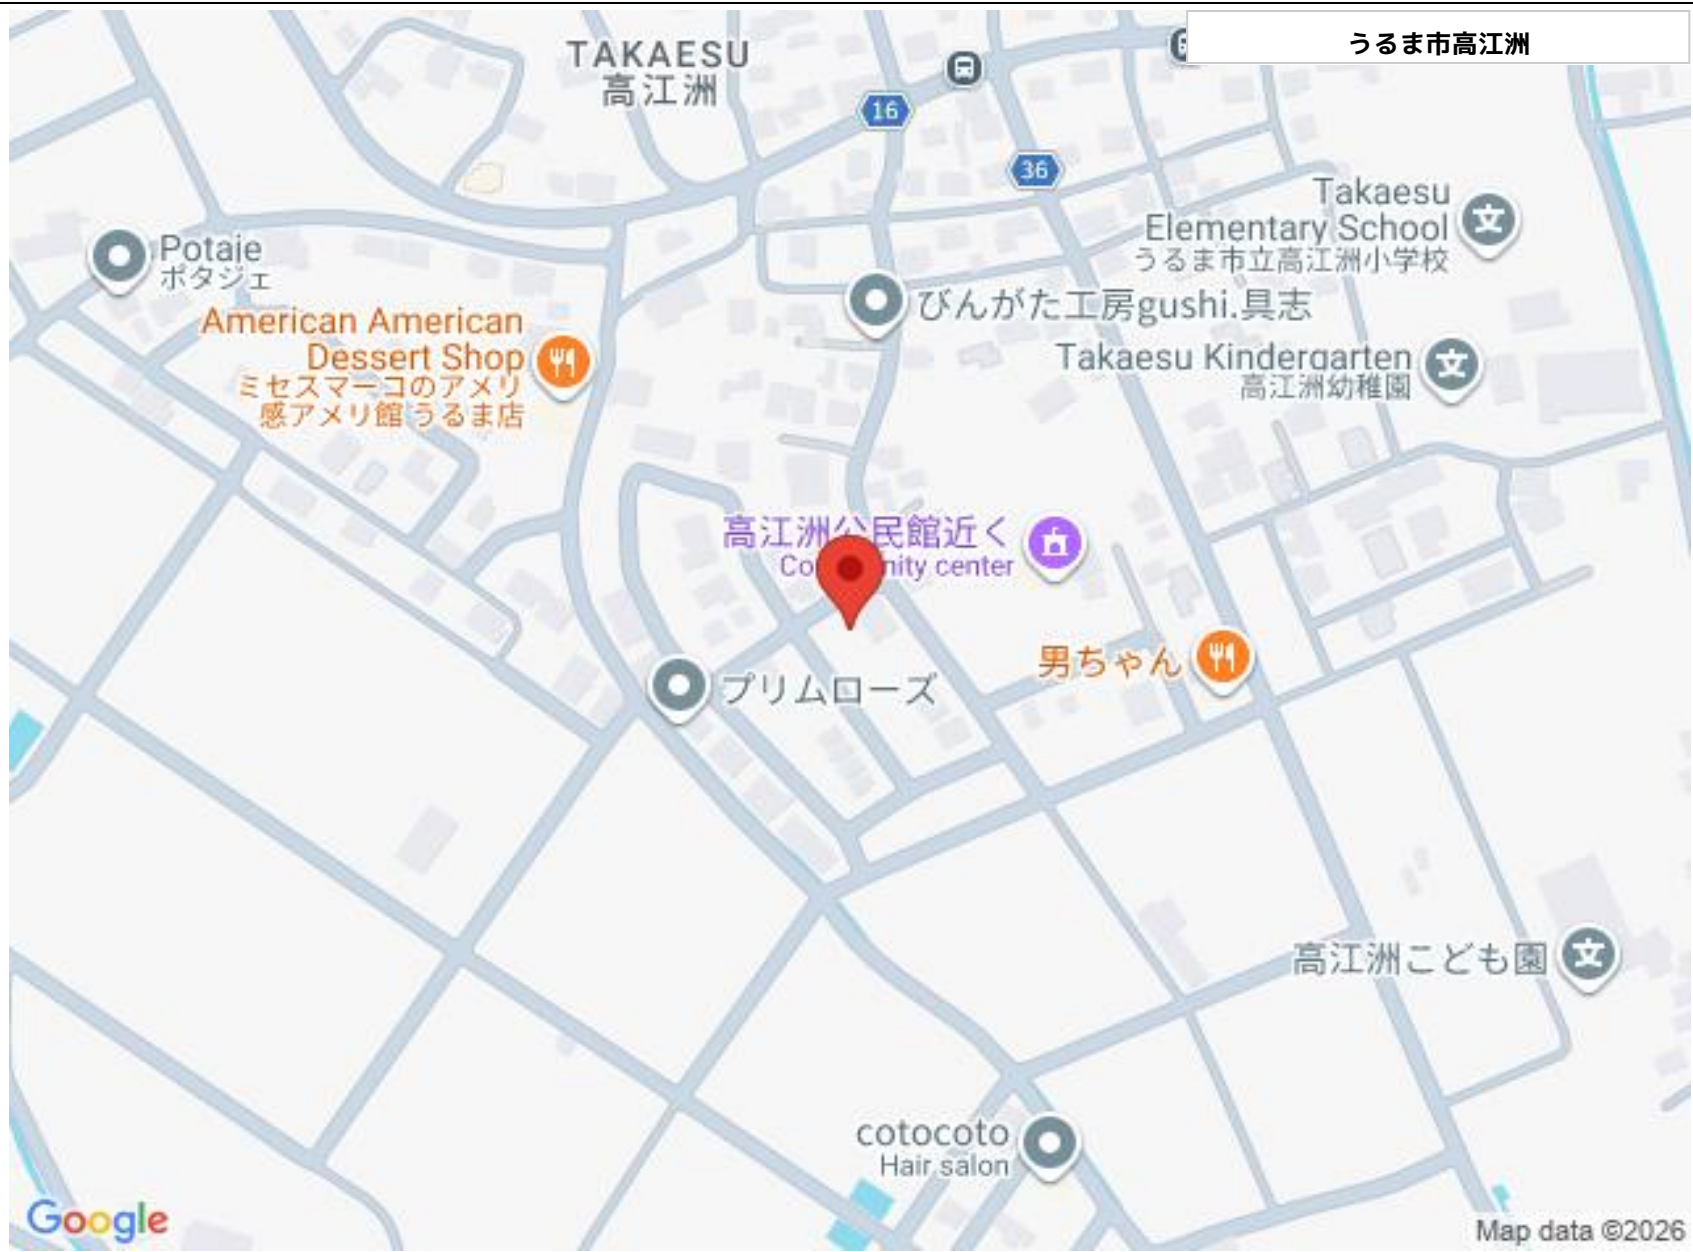 うるま市高江洲
TAKAESU
高江洲
16
36
Takaesu
Elementary School
うるま市立高江洲小学校
Potaje
ポタジェ
びんがた工房gushi.具志
American American
Dessert Shop
ミセスマーコのアメリ
感アメリ館 うるま店
Takaesu Kindergarten
高江洲幼稚園
高江洲公民館近く
Community center
男ちゃん
プリムローズ
高江洲こども園
cotocoto
Hair salon
Google
Map data ©2026